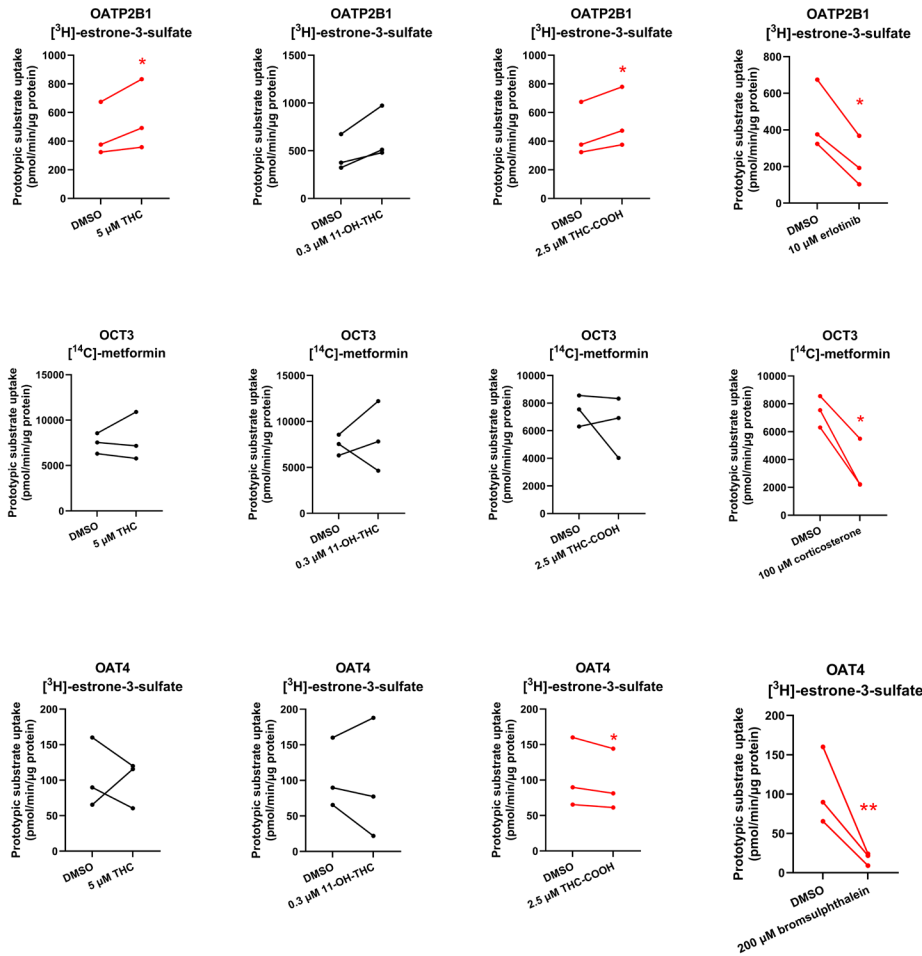 OATP2B1
[³H]-estrone-3-sulfate
Prototypic substrate uptake
(pmol/min/µg protein)
1000
800
600
400
200
0
*
DMSO
5 µM THC
OATP2B1
[³H]-estrone-3-sulfate
Prototypic substrate uptake
(pmol/min/µg protein)
1500
1000
500
0
DMSO
0.3 µM 11-OH-THC
OATP2B1
[³H]-estrone-3-sulfate
Prototypic substrate uptake
(pmol/min/µg protein)
1000
800
600
400
200
0
*
DMSO
2.5 µM THC-COOH
OATP2B1
[³H]-estrone-3-sulfate
Prototypic substrate uptake
(pmol/min/µg protein)
800
600
400
200
0
*
DMSO
10 µM erlotinib
OCT3
[¹⁴C]-metformin
Prototypic substrate uptake
(pmol/min/µg protein)
15000
10000
5000
0
DMSO
5 µM THC
OCT3
[¹⁴C]-metformin
Prototypic substrate uptake
(pmol/min/µg protein)
15000
10000
5000
0
DMSO
0.3 µM 11-OH-THC
OCT3
[¹⁴C]-metformin
Prototypic substrate uptake
(pmol/min/µg protein)
10000
8000
6000
4000
2000
0
DMSO
2.5 µM THC-COOH
OCT3
[¹⁴C]-metformin
Prototypic substrate uptake
(pmol/min/µg protein)
10000
8000
6000
4000
2000
0
*
DMSO
100 µM corticosterone
OAT4
[³H]-estrone-3-sulfate
Prototypic substrate uptake
(pmol/min/µg protein)
200
150
100
50
0
DMSO
5 µM THC
OAT4
[³H]-estrone-3-sulfate
Prototypic substrate uptake
(pmol/min/µg protein)
200
150
100
50
0
DMSO
0.3 µM 11-OH-THC
OAT4
[³H]-estrone-3-sulfate
Prototypic substrate uptake
(pmol/min/µg protein)
200
150
100
50
0
*
DMSO
2.5 µM THC-COOH
OAT4
[³H]-estrone-3-sulfate
Prototypic substrate uptake
(pmol/min/µg protein)
200
150
100
50
0
**
DMSO
200 µM bromsulphthalein